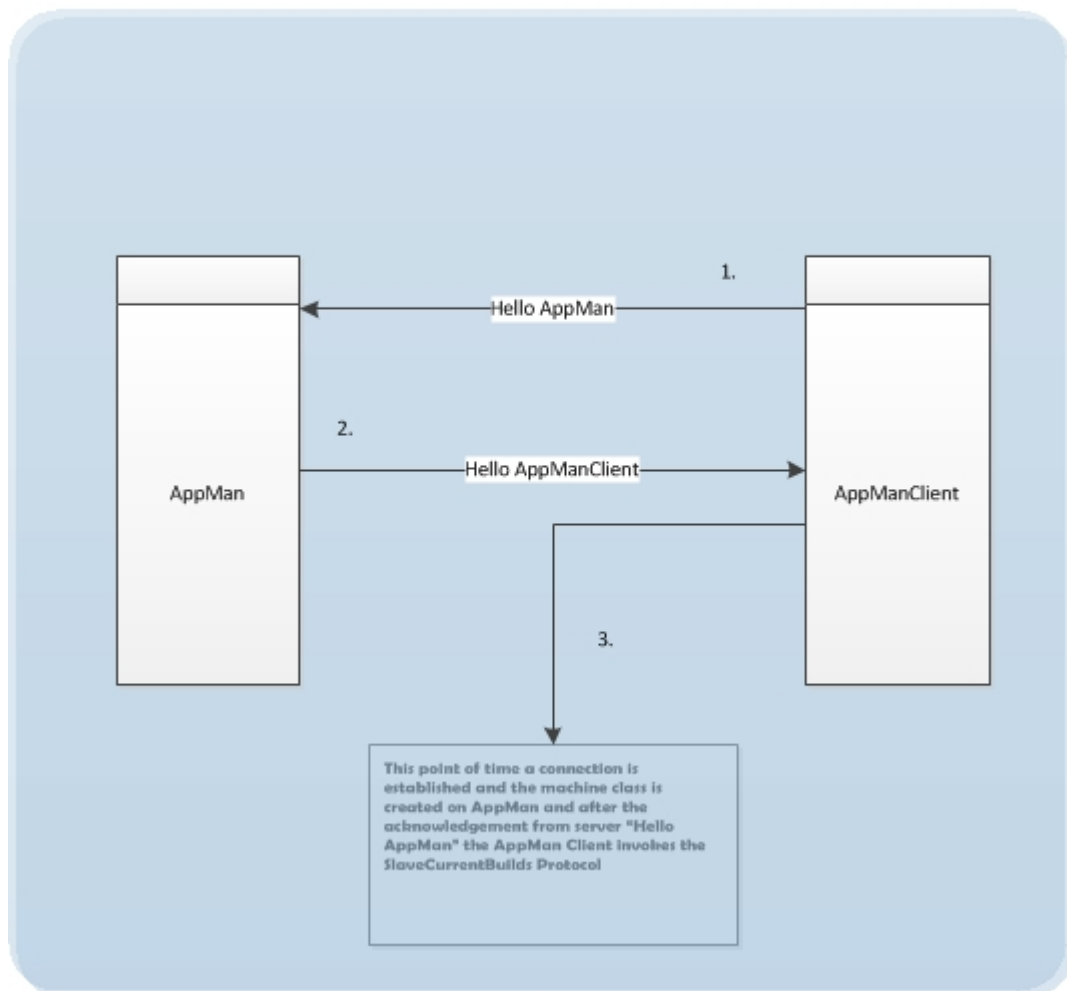 1.
Hello AppMan
2.
Hello AppManClient
AppMan
AppManClient
3.
This point of time a connection is
established and the machine class is
created on AppMan and after the
acknowledgement from server "Hello
AppMan" the AppMan Client invokes the
SlaveCurrentBuilds Protocol